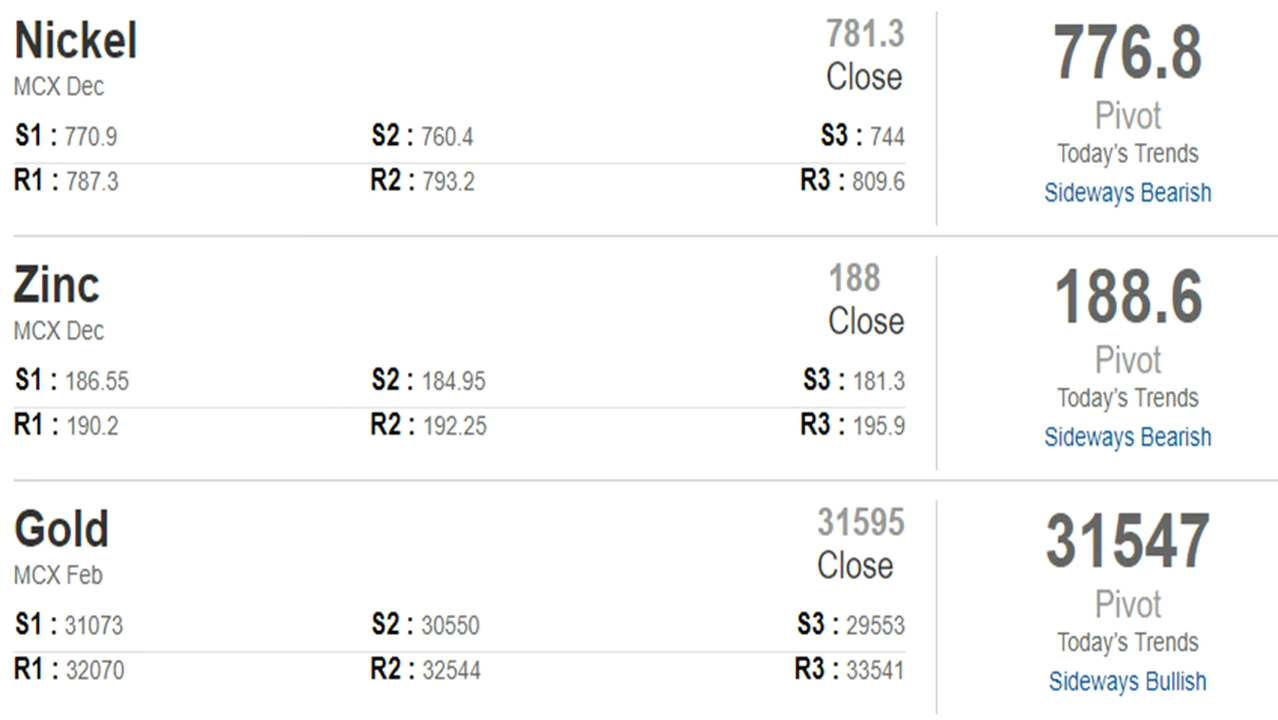 Nickel
781.3
776.8
MCX Dec
Close
Pivot
S1 : 770.9 S2 : 760.4 S3 : 744
Today's Trends
R1 : 787.3 R2 : 793.2 R3 : 809.6
Sideways Bearish
Zinc
188
188.6
MCX Dec
Close
Pivot
S1 : 186.55 S2 : 184.95 S3 : 181.3
Today's Trends
R1 : 190.2 R2 : 192.25 R3 : 195.9
Sideways Bearish
Gold
31595
31547
MCX Feb
Close
Pivot
S1 : 31073 S2 : 30550 S3 : 29553
Today's Trends
R1 : 32070 R2 : 32544 R3 : 33541
Sideways Bullish